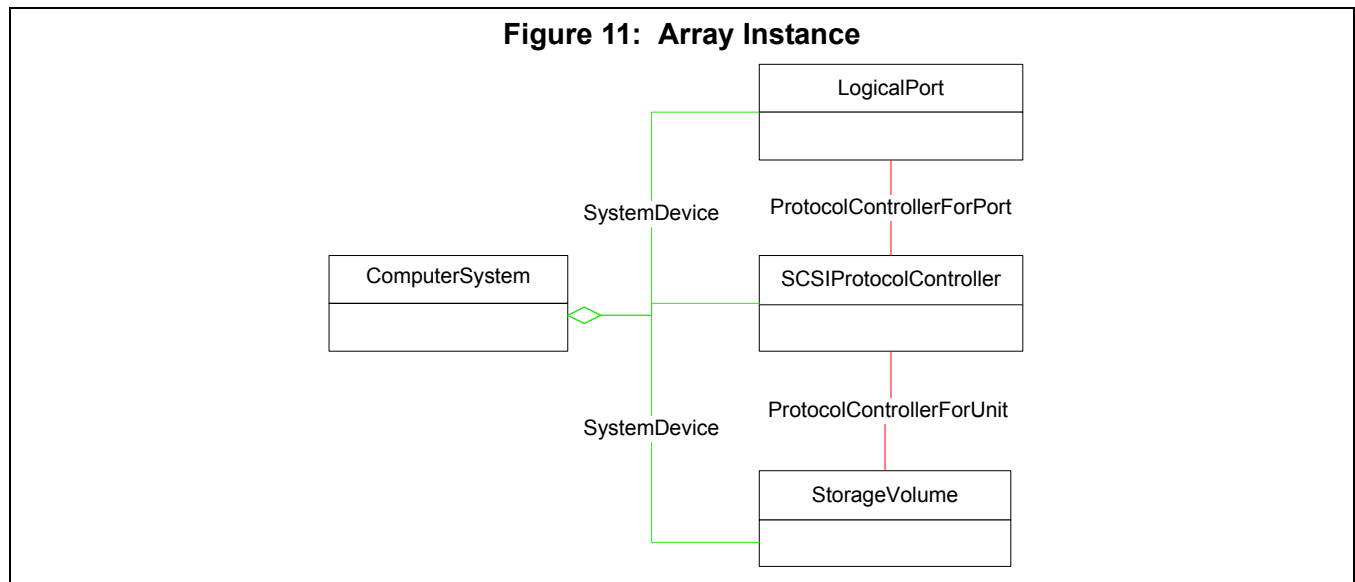 Figure 11: Array Instance
LogicalPort
SystemDevice
ProtocolControllerForPort
ComputerSystem
SCSIProtocolController
ProtocolControllerForUnit
SystemDevice
StorageVolume